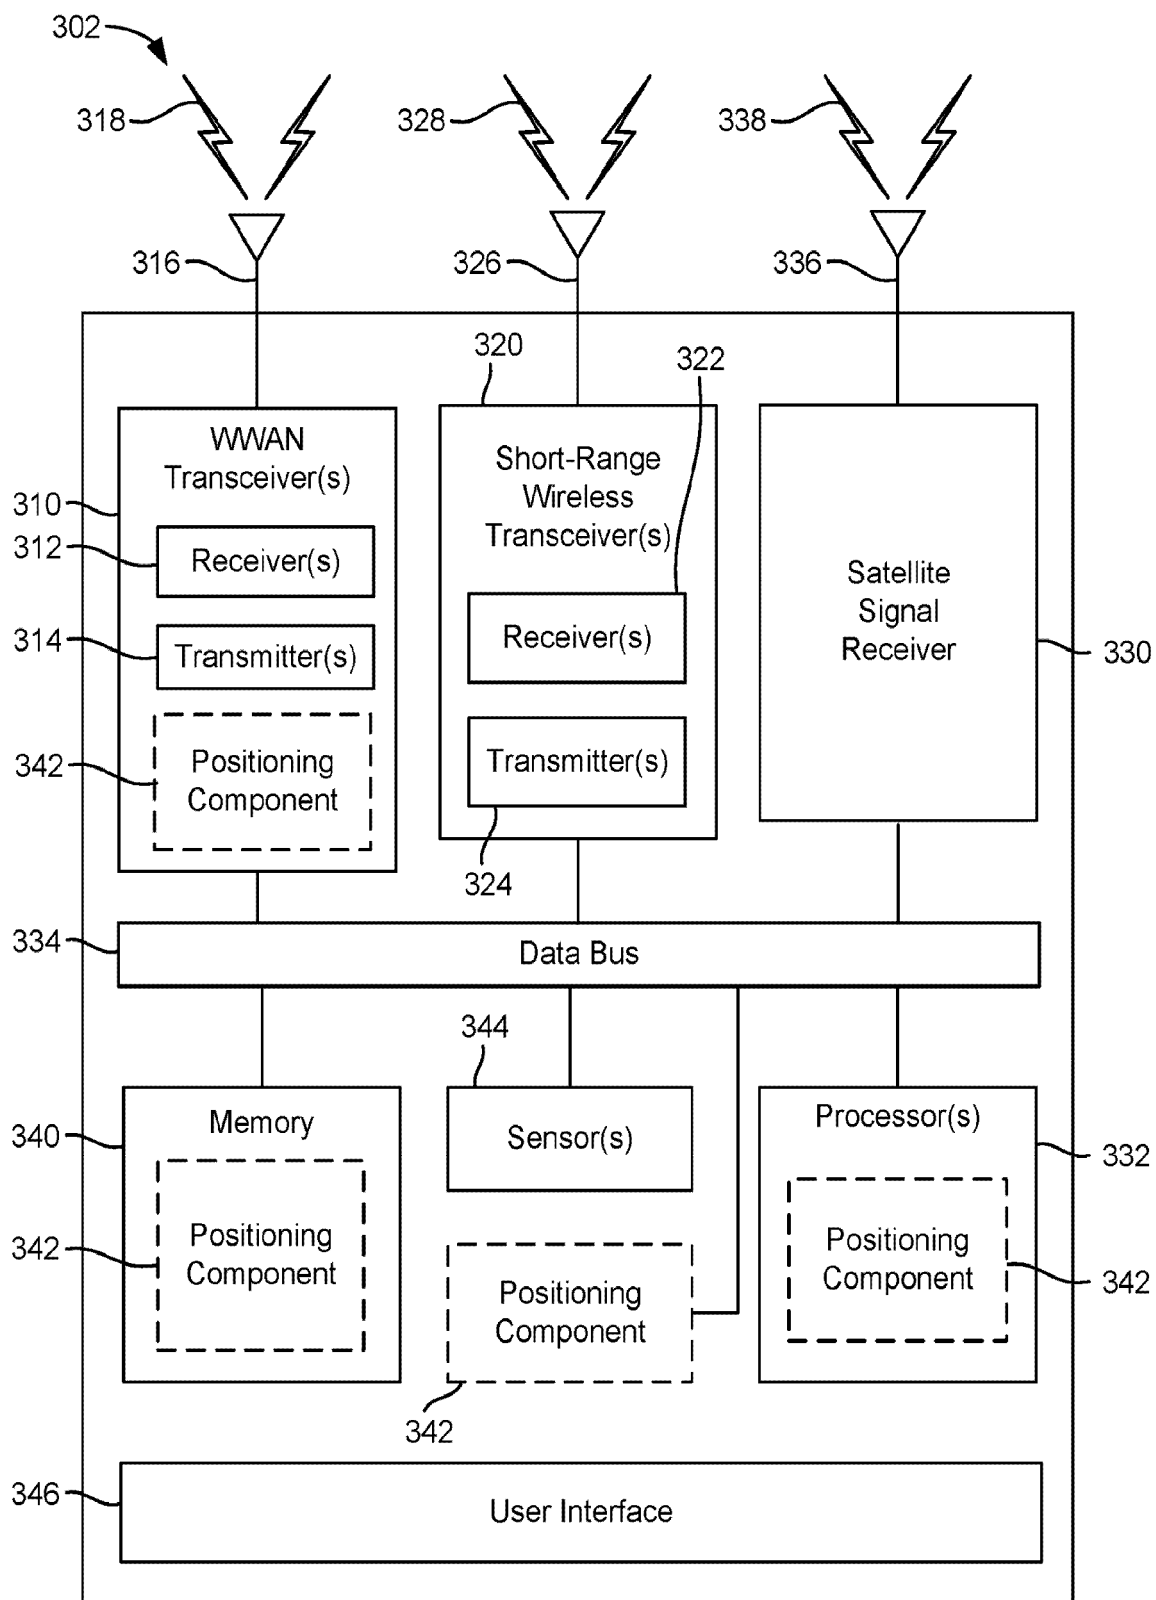 302
318
328
338
316
326
336
320
322
WWAN
Transceiver(s)
310
312
Receiver(s)
314
Transmitter(s)
342
Positioning
Component
Short-Range
Wireless
Transceiver(s)
Receiver(s)
Transmitter(s)
324
Satellite
Signal
Receiver
330
334
Data Bus
344
340
Memory
342
Positioning
Component
Sensor(s)
Positioning
Component
342
Processor(s)
332
Positioning
Component
342
346
User Interface